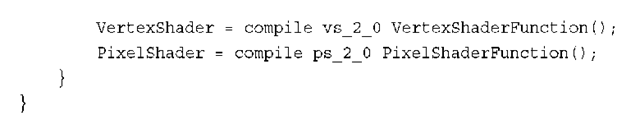 VertexShader = compile vs_2_0 VertexShaderFunction();
PixelShader = compile ps_2_0 PixelShaderFunction();
}
}